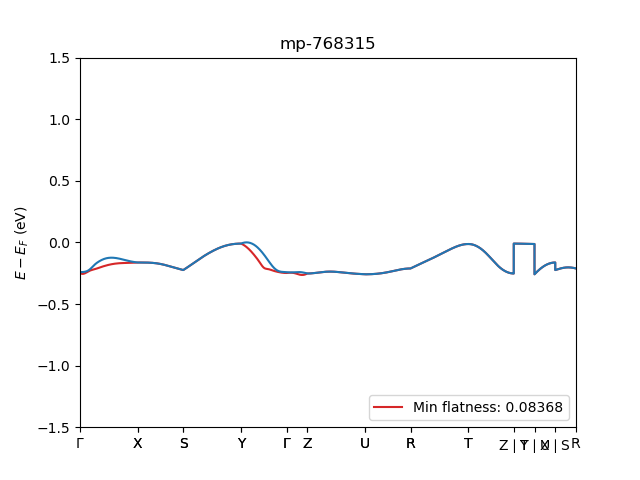 mp-768315
1.5
1.0
0.5
0.0
−0.5
−1.0
−1.5
E − E_F (eV)
Min flatness: 0.08368
Γ X S Y Γ Z U R T Z | Y | X | S R